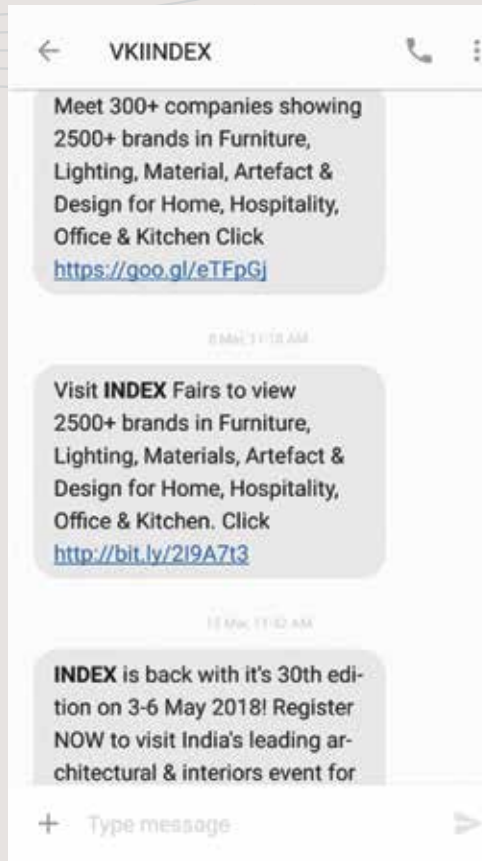 VKIINDEX
Meet 300+ companies showing
2500+ brands in Furniture,
Lighting, Material, Artefact &
Design for Home, Hospitality,
Office & Kitchen Click
https://goo.gl/eTFpGj
Visit INDEX Fairs to view
2500+ brands in Furniture,
Lighting, Materials, Artefact &
Design for Home, Hospitality,
Office & Kitchen. Click
http://bit.ly/2I9A7t3
INDEX is back with it's 30th edi-
tion on 3-6 May 2018! Register
NOW to visit India's leading ar-
chitectural & interiors event for
Type message